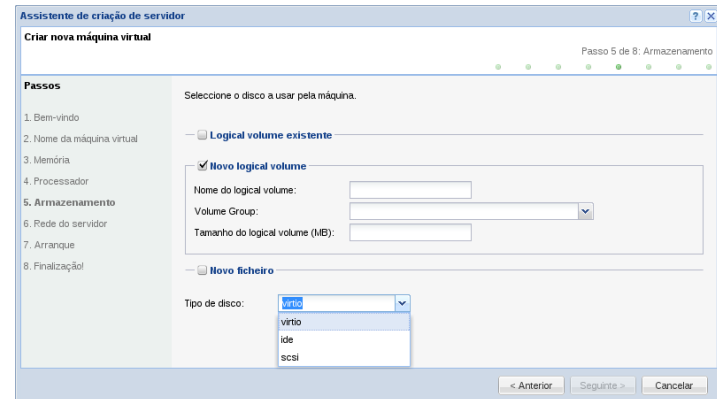 Assistente de criação de servidor
Criar nova máquina virtual
Passo 5 de 8: Armazenamento
Passos
1. Bem-vindo
2. Nome da máquina virtual
3. Memória
4. Processador
5. Armazenamento
6. Rede do servidor
7. Arranque
8. Finalização!
Seleccione o disco a usar pela máquina.
Logical volume existente
Novo logical volume
Nome do logical volume:
Volume Group:
Tamanho do logical volume (MB):
Novo ficheiro
Tipo de disco: virtio
virtio
ide
scsi
< Anterior Seguinte > Cancelar